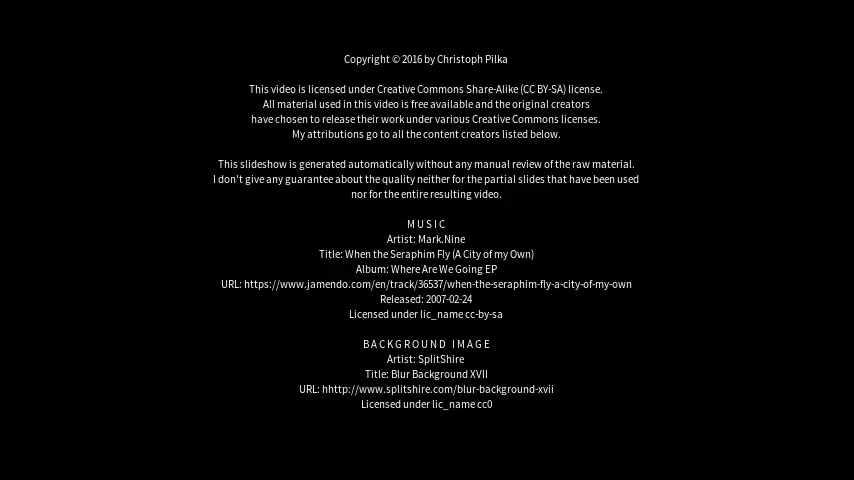 Copyright © 2016 by Christoph Pilka
This video is licensed under Creative Commons Share-Alike (CC BY-SA) license.
All material used in this video is free available and the original creators
have chosen to release their work under various Creative Commons licenses.
My attributions go to all the content creators listed below.
This slideshow is generated automatically without any manual review of the raw material.
I don't give any guarantee about the quality neither for the partial slides that have been used
nor for the entire resulting video.
MUSIC
Artist: Mark.Nine
Title: When the Seraphim Fly (A City of my Own)
Album: Where Are We Going EP
URL: https://www.jamendo.com/en/track/36537/when-the-seraphim-fly-a-city-of-my-own
Released: 2007-02-24
Licensed under lic_name cc-by-sa
BACKGROUND IMAGE
Artist: SplitShire
Title: Blur Background XVII
URL: hhttp://www.splitshire.com/blur-background-xvii
Licensed under lic_name cc0